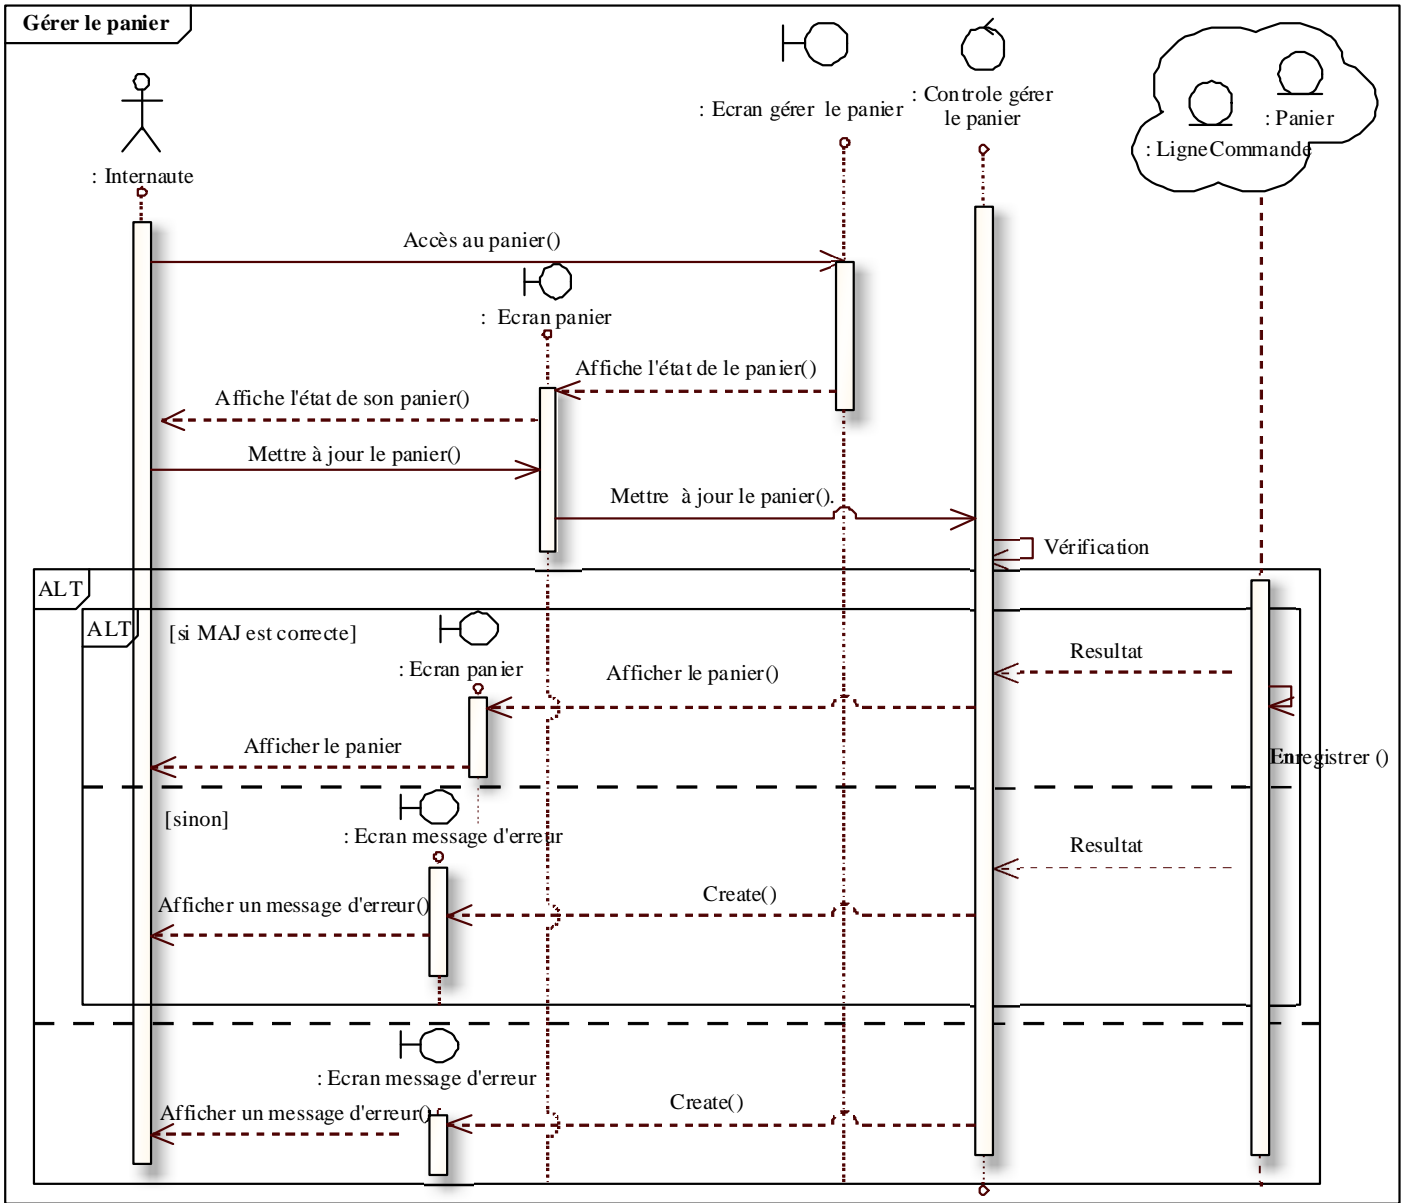 Gérer le panier
: Internaute
: Ecran gérer  le panier
: Controle gérer
le panier
: Panier
: LigneCommande
Accès au panier()
:  Ecran panier
Affiche l'état de le panier()
Affiche l'état de son panier()
Mettre à jour le panier()
Mettre  à jour le panier().
Vérification
ALT
ALT
[si MAJ est correcte]
: Ecran panier
Resultat
Afficher le panier()
Afficher le panier
Enregistrer ()
[sinon]
: Ecran message d'erreur
Resultat
Create()
Afficher un message d'erreur()
: Ecran message d'erreur
Create()
Afficher un message d'erreur()